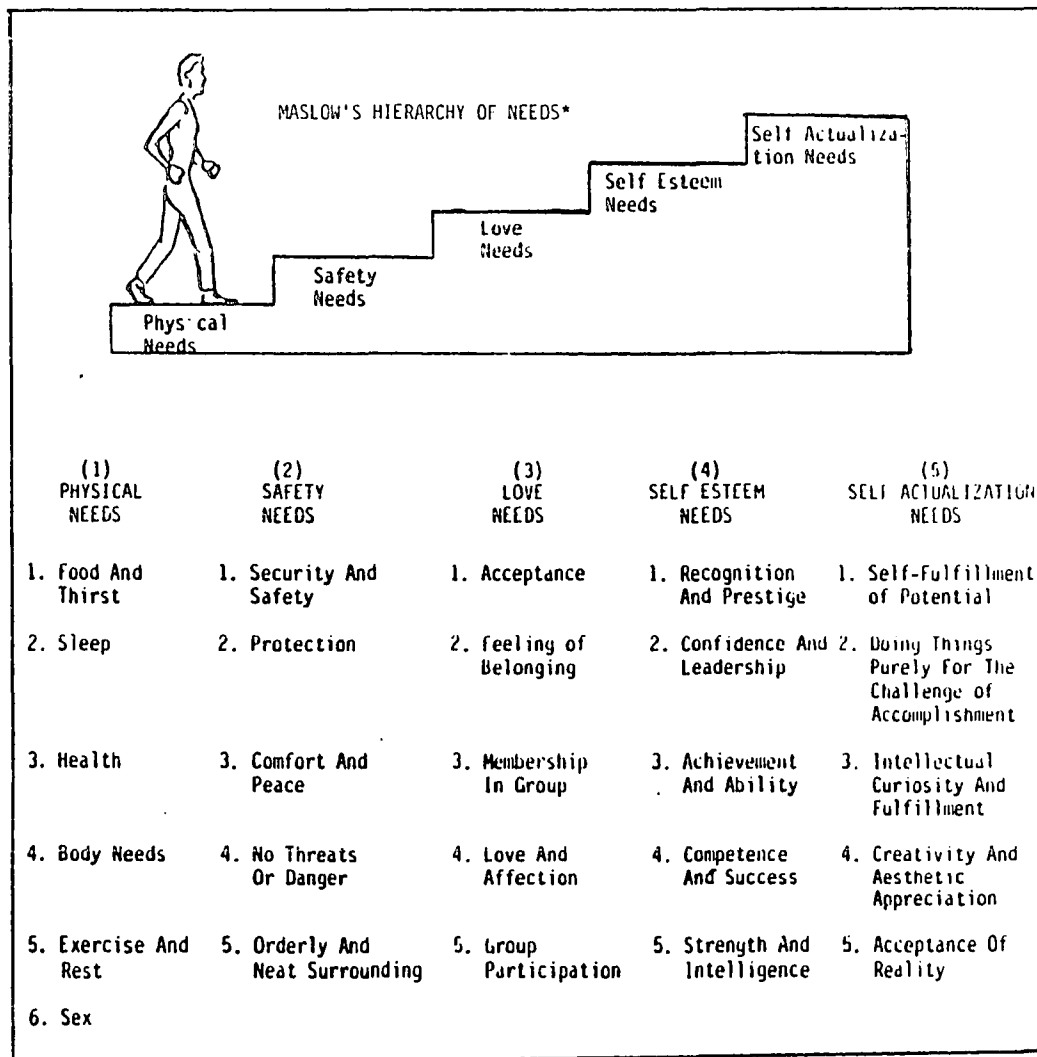 MASLOW'S HIERARCHY OF NEEDS*
Self Actualiza-
tion Needs
Self Esteem
Needs
Love
Needs
Safety
Needs
Physical
Needs
(1)
PHYSICAL
NEEDS
(2)
SAFETY
NEEDS
(3)
LOVE
NEEDS
(4)
SELF ESTEEM
NEEDS
(5)
SELF ACTUALIZATION
NEEDS
1. Food And
Thirst
2. Sleep
3. Health
4. Body Needs
5. Exercise And
Rest
6. Sex
1. Security And
Safety
2. Protection
3. Comfort And
Peace
4. No Threats
Or Danger
5. Orderly And
Neat Surrounding
1. Acceptance
2. Feeling of
Belonging
3. Membership
In Group
4. Love And
Affection
5. Group
Participation
1. Recognition
And Prestige
2. Confidence And
Leadership
3. Achievement
And Ability
4. Competence
And Success
5. Strength And
Intelligence
1. Self-Fulfillment
of Potential
2. Doing Things
Purely For The
Challenge of
Accomplishment
3. Intellectual
Curiosity And
Fulfillment
4. Creativity And
Aesthetic
Appreciation
5. Acceptance Of
Reality